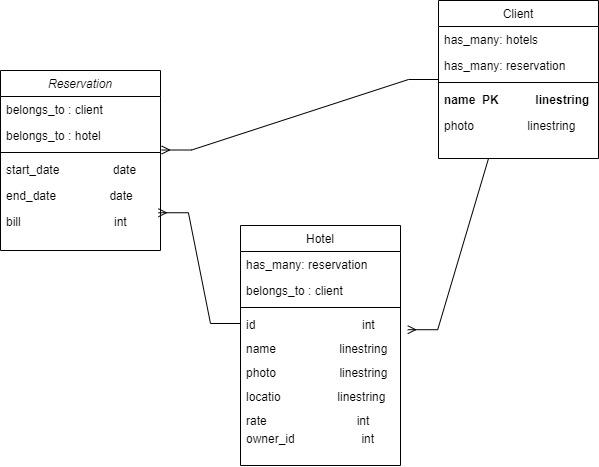 Client
has_many: hotels
has_many: reservation
name PK linestring
photo linestring
Reservation
belongs_to : client
belongs_to : hotel
start_date date
end_date date
bill int
Hotel
has_many: reservation
belongs_to : client
id int
name linestring
photo linestring
locatio linestring
rate int
owner_id int